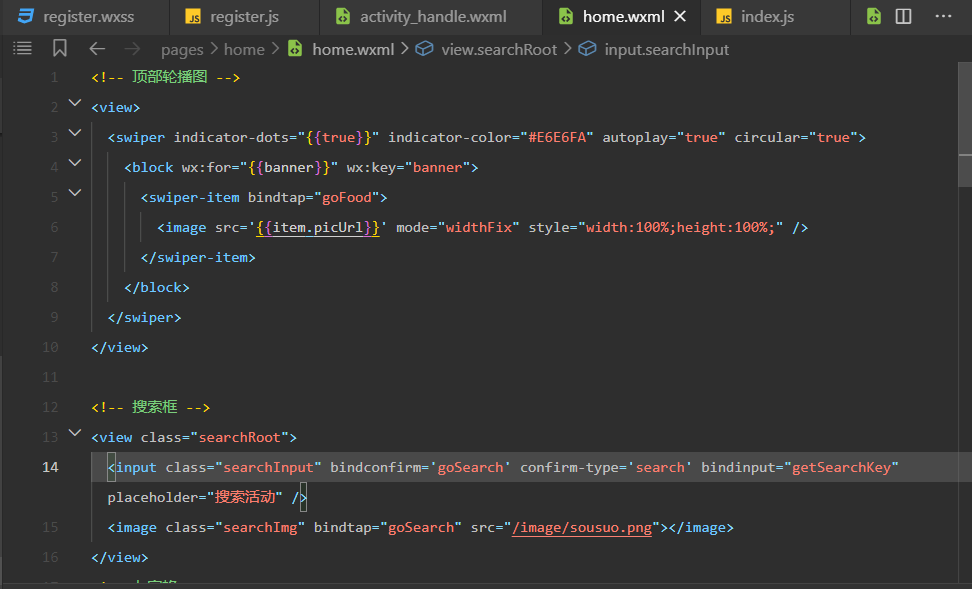 register.wxss register.js activity_handle.wxml home.wxml index.js
pages > home > home.wxml > view.searchRoot > input.searchInput
1 <!-- 顶部轮播图 -->
2 <view>
3 <swiper indicator-dots="{{true}}" indicator-color="#E6E6FA" autoplay="true" circular="true">
4 <block wx:for="{{banner}}" wx:key="banner">
5 <swiper-item bindtap="goFood">
6 <image src='{{item.picUrl}}' mode="widthFix" style="width:100%;height:100%;" />
7 </swiper-item>
8 </block>
9 </swiper>
10 </view>
11
12 <!-- 搜索框 -->
13 <view class="searchRoot">
14 <input class="searchInput" bindconfirm='goSearch' confirm-type='search' bindinput="getSearchKey"
placeholder="搜索活动" />
15 <image class="searchImg" bindtap="goSearch" src="/image/sousuo.png"></image>
16 </view>